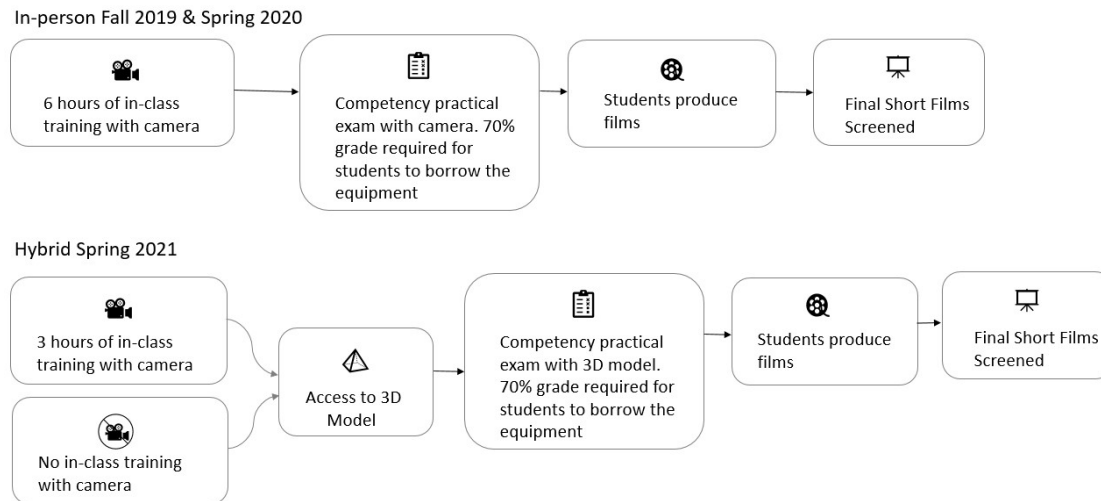 In-person Fall 2019 & Spring 2020
6 hours of in-class
training with camera
Competency practical
exam with camera. 70%
grade required for
students to borrow the
equipment
Students produce
films
Final Short Films
Screened
Hybrid Spring 2021
3 hours of in-class
training with camera
No in-class training
with camera
Access to 3D
Model
Competency practical
exam with 3D model.
70% grade required for
students to borrow the
equipment
Students produce
films
Final Short Films
Screened